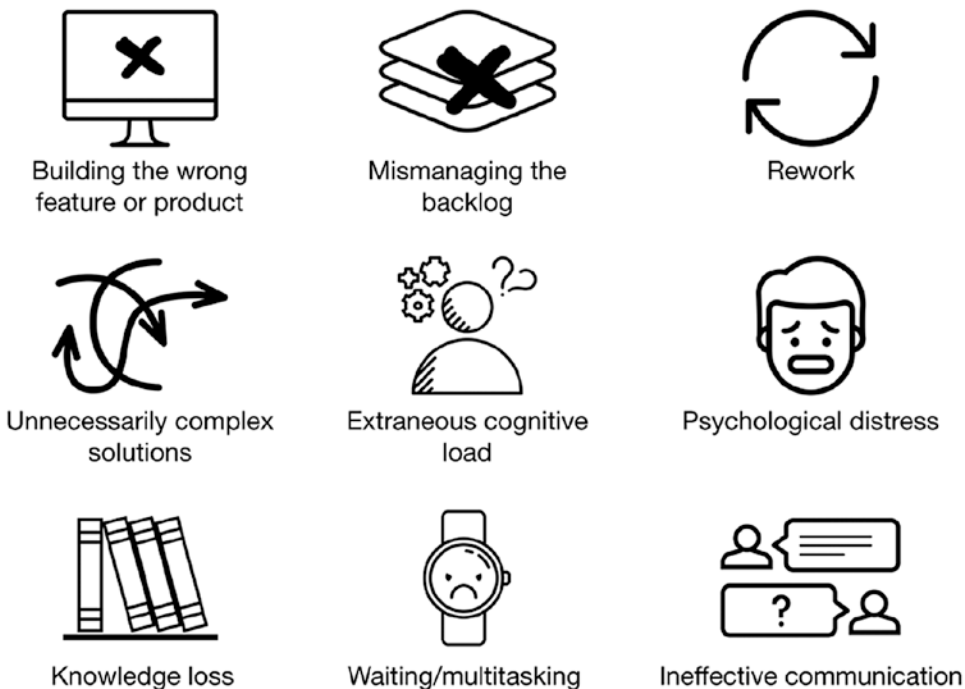 Building the wrong
feature or product
Mismanaging the
backlog
Rework
Unnecessarily complex
solutions
??
Extraneous cognitive
load
Psychological distress
Knowledge loss
Waiting/multitasking
?
Ineffective communication